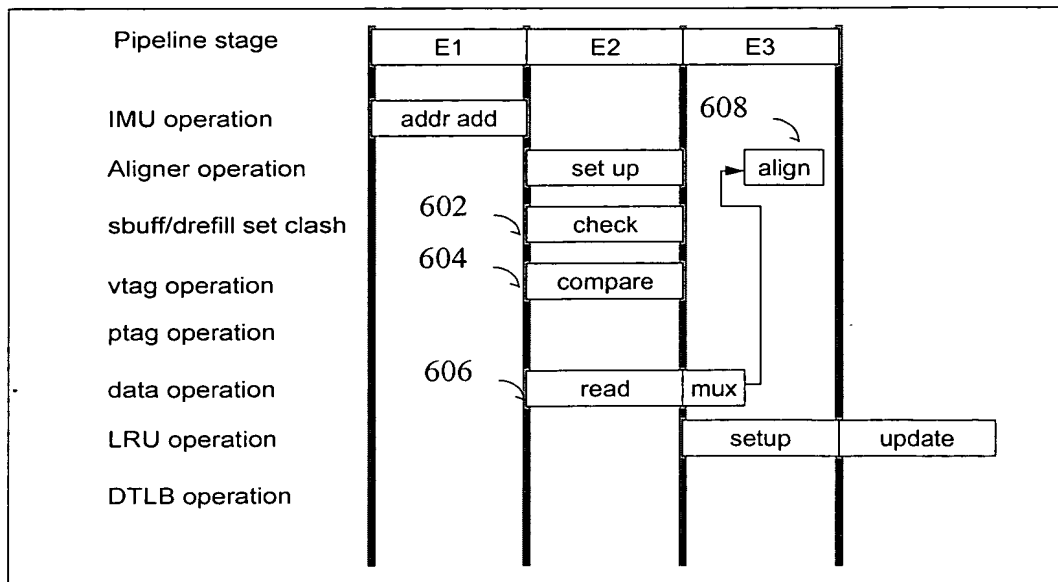 Pipeline stage E1 E2 E3
IMU operation addr add 608
Aligner operation set up align
602
sbuff/drefill set clash check
604
vtag operation compare
ptag operation
606
data operation read mux
LRU operation setup update
DTLB operation